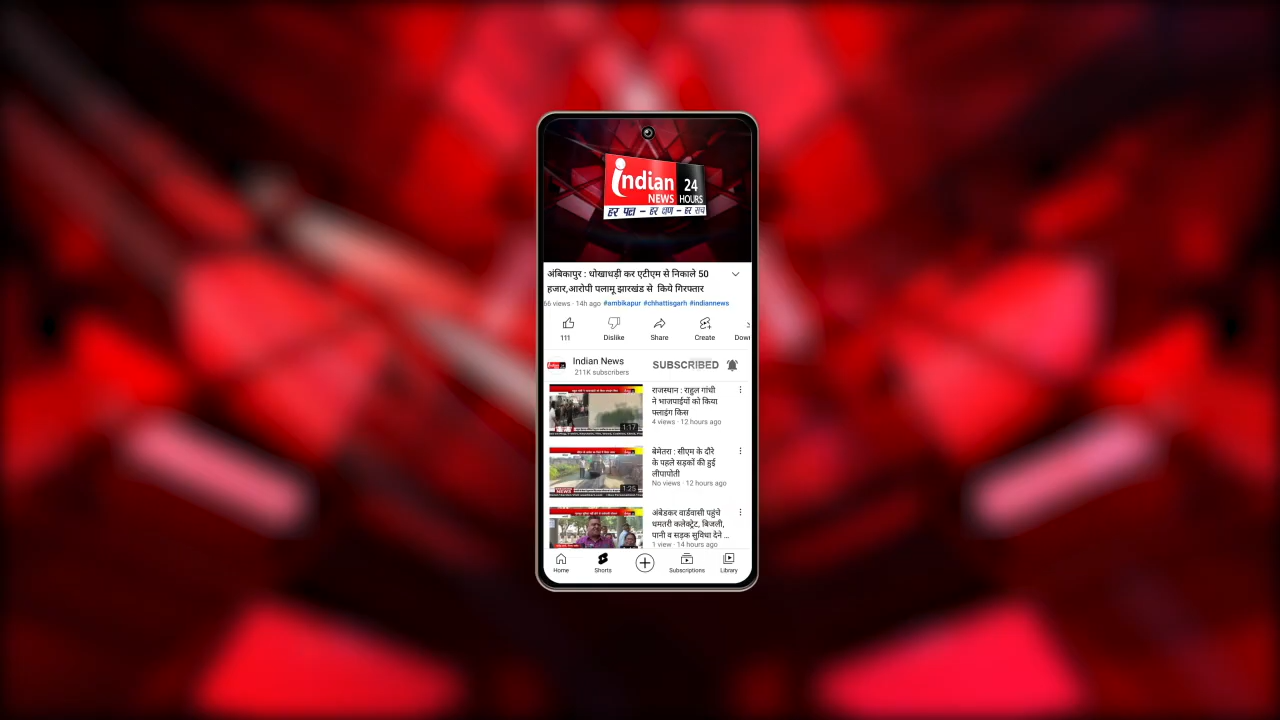 indian
NEWS
24
HOURS
हर पल – हर क्षण – हर सच
अंबिकापुर : धोखाधड़ी कर एटीएम से निकाले 50
हजार,आरोपी पलामू झारखंड से किये गिरफ्तार
66 views · 14h ago #ambikapur #chhattisgarh #indiannews
111
Dislike
Share
Create
Down
Indian News
211K subscribers
SUBSCRIBED
राजस्थान : राहुल गांधी
ने भाजपाईयों को किया
फ्लाइंग किस
4 views · 12 hours ago
1:17
बेमेतरा : सीएम के दौरे
के पहले सड़कों की हुई
लीपापोती
No views · 12 hours ago
1:25
NEWS
अंबेडकर वार्डवासी पहुंचे
धमतरी कलेक्ट्रेट, बिजली,
पानी व सड़क सुविधा देने ...
1 view · 14 hours ago
Home
Shorts
Subscriptions
Library